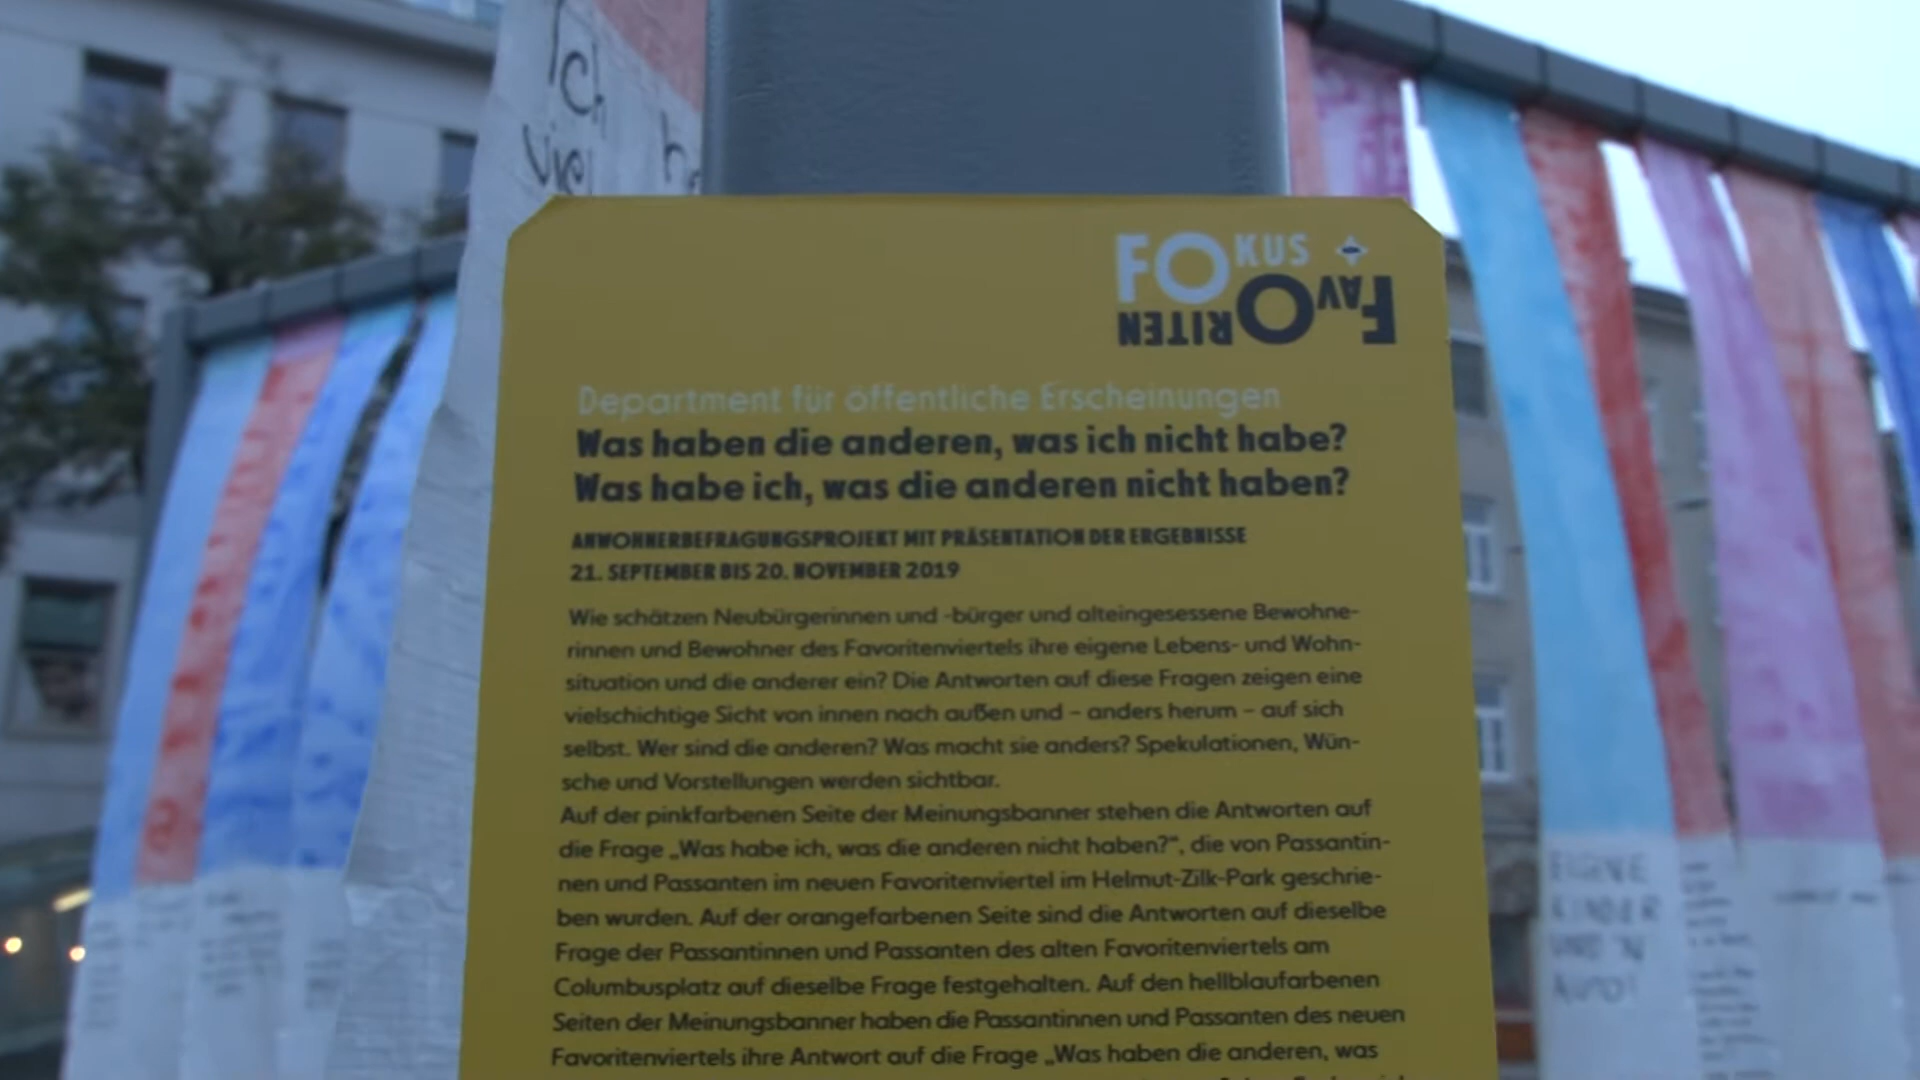 Ich
viel
FOKUS
FAVORITEN
Department für öffentliche Erscheinungen
Was haben die anderen, was ich nicht habe?
Was habe ich, was die anderen nicht haben?
ANWOHNERBEFRAGUNGSPROJEKT MIT PRÄSENTATION DER ERGEBNISSE
21. SEPTEMBER BIS 20. NOVEMBER 2019
Wie schätzen Neubürgerinnen und -bürger und alteingesessene Bewohne-
rinnen und Bewohner des Favoritenviertels ihre eigene Lebens- und Wohn-
situation und die anderer ein? Die Antworten auf diese Fragen zeigen eine
vielschichtige Sicht von innen nach außen und – anders herum – auf sich
selbst. Wer sind die anderen? Was macht sie anders? Spekulationen, Wün-
sche und Vorstellungen werden sichtbar.
Auf der pinkfarbenen Seite der Meinungsbanner stehen die Antworten auf
die Frage „Was habe ich, was die anderen nicht haben?“, die von Passantin-
nen und Passanten im neuen Favoritenviertel im Helmut-Zilk-Park geschrie-
ben wurden. Auf der orangefarbenen Seite sind die Antworten auf dieselbe
Frage der Passantinnen und Passanten des alten Favoritenviertels am
Columbusplatz auf dieselbe Frage festgehalten. Auf den hellblaufarbenen
Seiten der Meinungsbanner haben die Passantinnen und Passanten des neuen
Favoritenviertels ihre Antwort auf die Frage „Was haben die anderen, was
EIGENE
KINDER
UND 'N
AUTO!